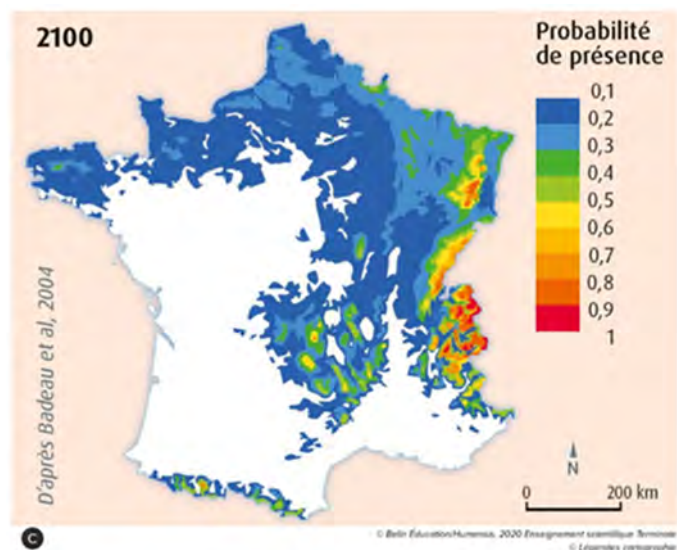 2100
Probabilité
de présence
0,1
0,2
0,3
0,4
0,5
0,6
0,7
0,8
0,9
1
D'après Badeau et al, 2004
N
0 200 km
C
© Belin Éducation/Humensis, 2020 Enseignement scientifique Terminale
© Légendes cartographie